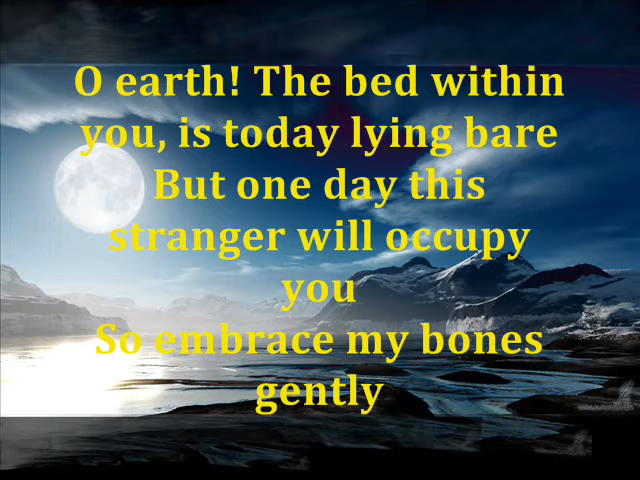 O earth! The bed within
you, is today lying bare
But one day this
stranger will occupy
you
So embrace my bones
gently